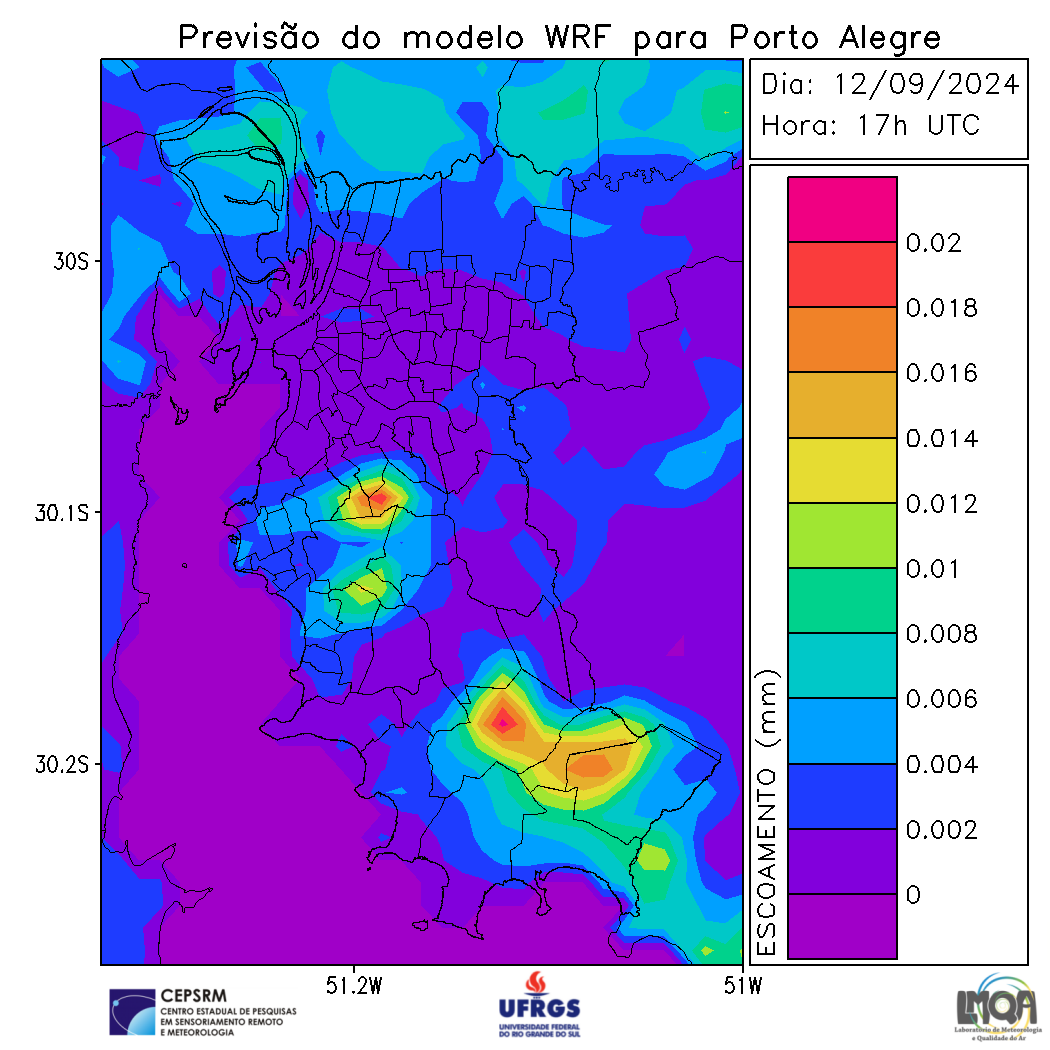 Previsão do modelo WRF para Porto Alegre
Dia: 12/09/2024
Hora: 17h UTC
0.02
0.018
0.016
0.014
0.012
0.01
0.008
0.006
0.004
0.002
0
ESCOAMENTO (mm)
30S
30.1S
30.2S
51.2W
51W
CEPSRM
CENTRO ESTADUAL DE PESQUISAS
EM SENSORIAMENTO REMOTO
E METEOROLOGIA
UFRGS
UNIVERSIDADE FEDERAL
DO RIO GRANDE DO SUL
LMQA
Laboratório de Meteorologia
e Qualidade do Ar